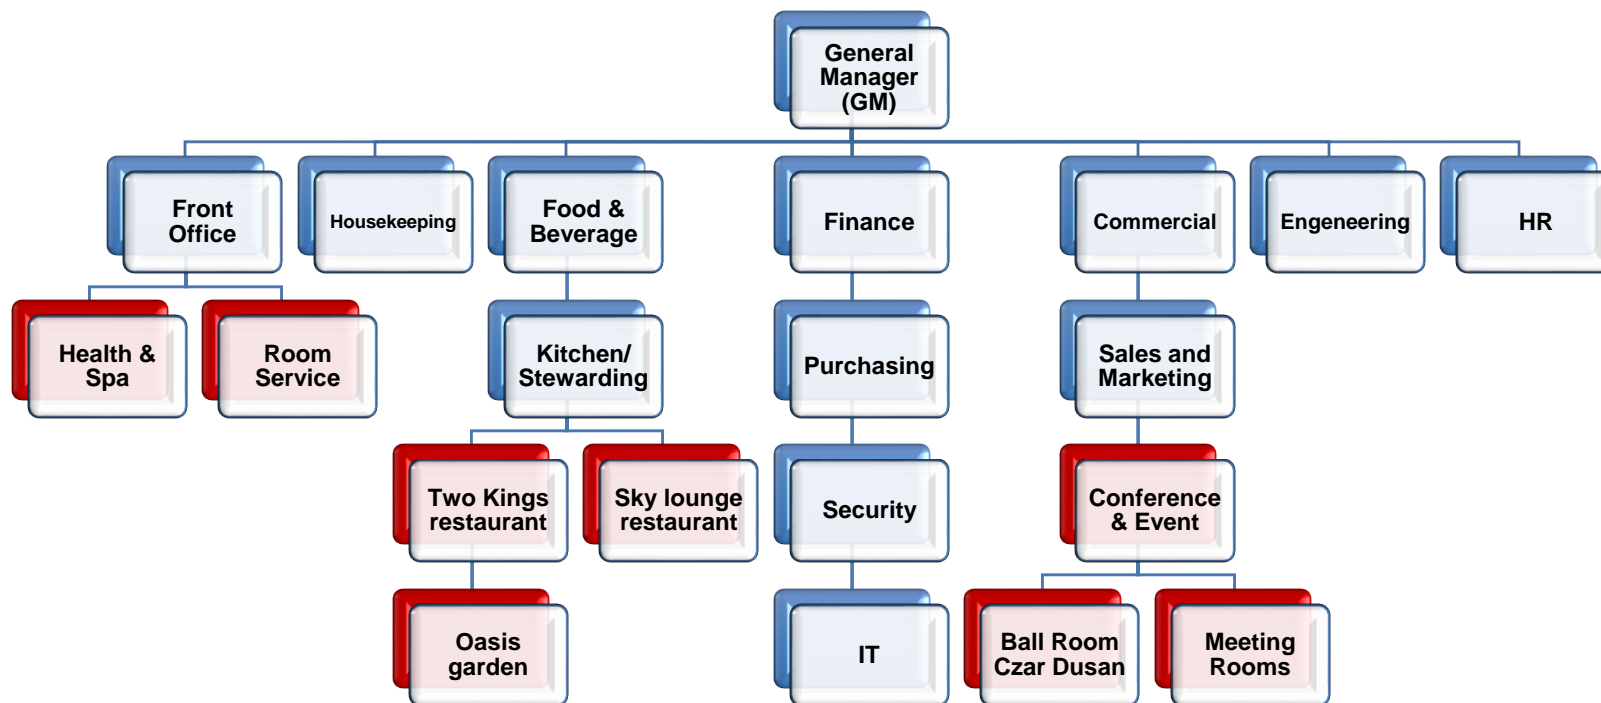 General
Manager
(GM)
Front
Office
Housekeeping
Food &
Beverage
Finance
Commercial
Engeneering
HR
Health &
Spa
Room
Service
Kitchen/
Stewarding
Purchasing
Sales and
Marketing
Two Kings
restaurant
Sky lounge
restaurant
Security
Conference
& Event
Oasis
garden
IT
Ball Room
Czar Dusan
Meeting
Rooms